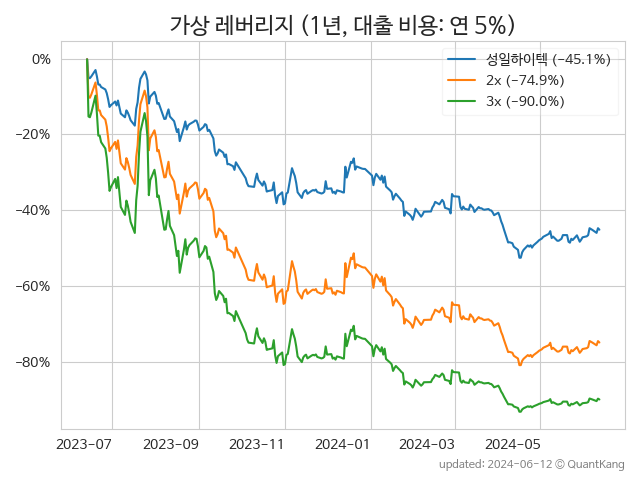 가상 레버리지 (1년, 대출 비용: 연 5%)
성일하이텍 (−45.1%)
2x (−74.9%)
3x (−90.0%)
0%
−20%
−40%
−60%
−80%
2023-07 2023-09 2023-11 2024-01 2024-03 2024-05
updated: 2024-06-12 © QuantKang